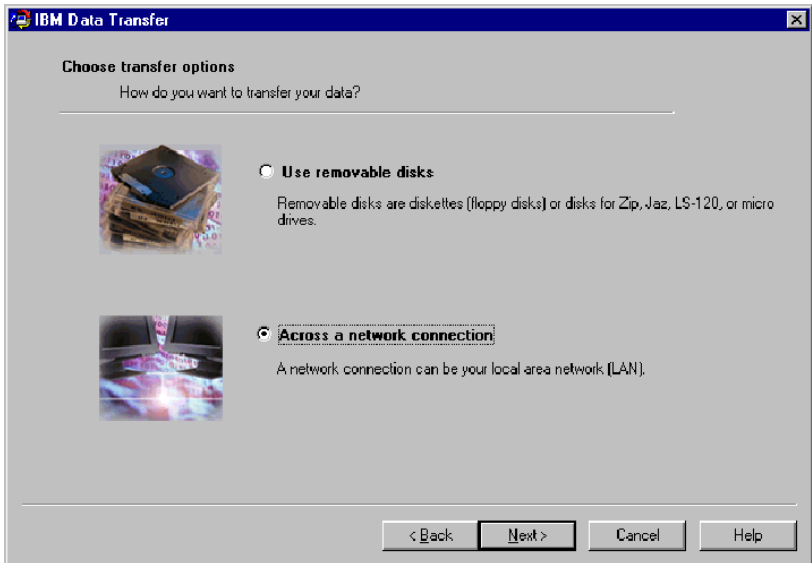 IBM Data Transfer
Choose transfer options
How do you want to transfer your data?
Use removable disks
Removable disks are diskettes (floppy disks) or disks for Zip, Jaz, LS-120, or micro
drives.
Across a network connection
A network connection can be your local area network (LAN).
< Back
Next >
Cancel
Help